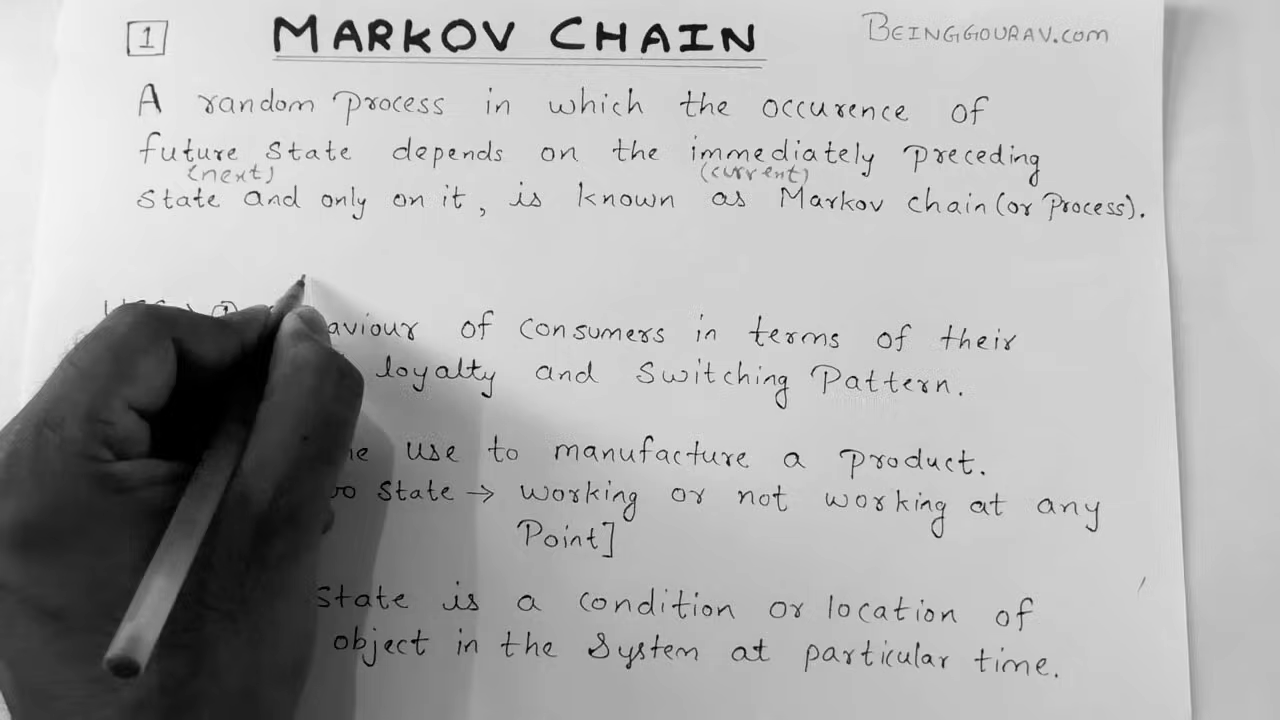 1 MARKOV CHAIN BEINGGOURAV.com
A random process in which the occurence of
future state depends on the immediately preceding
(next) (current)
state and only on it, is known as Markov chain (or Process).
of consumers in terms of their
loyalty and Switching Pattern.
use to manufacture a product.
state → working or not working at any
Point]
State is a condition or location of
object in the System at particular time.